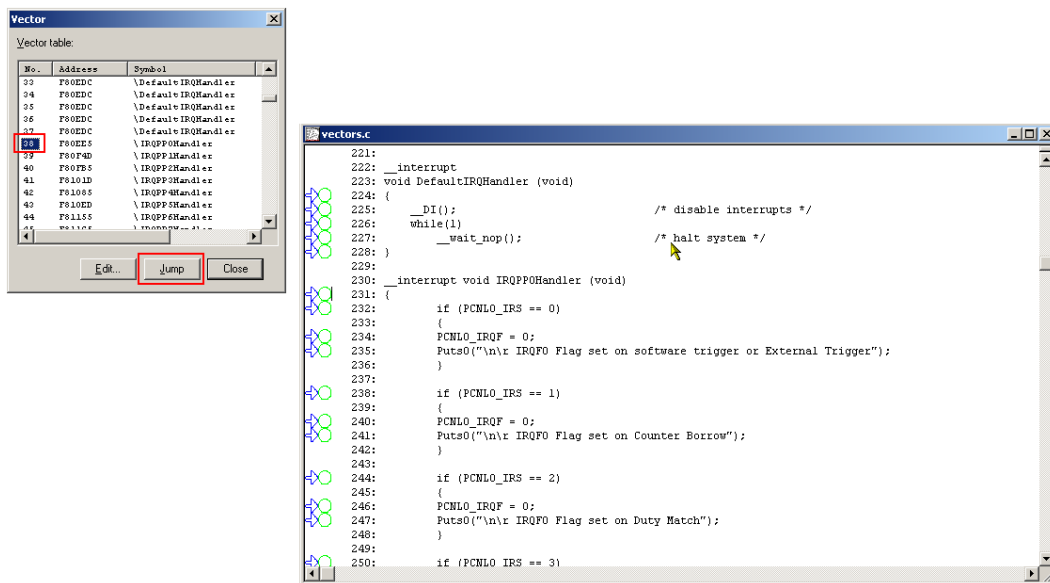 Vector
Vector table:
No. Address Symbol
33 F80EDC \DefaultIRQHandler
34 F80EDC \DefaultIRQHandler
35 F80EDC \DefaultIRQHandler
36 F80EDC \DefaultIRQHandler
37 F80EDC \DefaultIRQHandler
38 F80EE5 \IRQPP0Handler
39 F80F4D \IRQPP1Handler
40 F80FB5 \IRQPP2Handler
41 F8101D \IRQPP3Handler
42 F81085 \IRQPP4Handler
43 F810ED \IRQPP5Handler
44 F81155 \IRQPP6Handler
Edit... Jump Close
vectors.c
221:
222: __interrupt
223: void DefaultIRQHandler (void)
224: {
225: __DI(); /* disable interrupts */
226: while(1)
227: __wait_nop(); /* halt system */
228: }
229:
230: __interrupt void IRQPP0Handler (void)
231: {
232: if (PCNL0_IRS == 0)
233: {
234: PCNL0_IRQF = 0;
235: Puts0("\n\r IRQF0 Flag set on software trigger or External Trigger");
236: }
237:
238: if (PCNL0_IRS == 1)
239: {
240: PCNL0_IRQF = 0;
241: Puts0("\n\r IRQF0 Flag set on Counter Borrow");
242: }
243:
244: if (PCNL0_IRS == 2)
245: {
246: PCNL0_IRQF = 0;
247: Puts0("\n\r IRQF0 Flag set on Duty Match");
248: }
249:
250: if (PCNL0_IRS == 3)